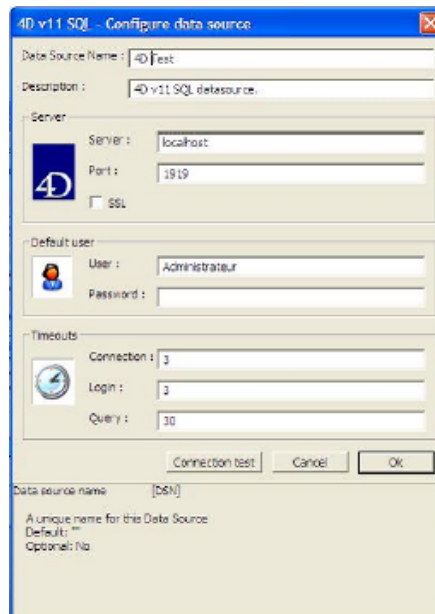 4D v11 SQL - Configure data source
Data Source Name : 4D Test
Description : 4D v11 SQL datasource.
Server
Server : localhost
Port : 1919
4D
SSL
Default user
User : Administrateur
Password :
Timeouts
Connection : 3
Login : 3
Query : 30
Connection test Cancel Ok
Data source name [DSN]
A unique name for this Data Source
Default: ""
Optional: No